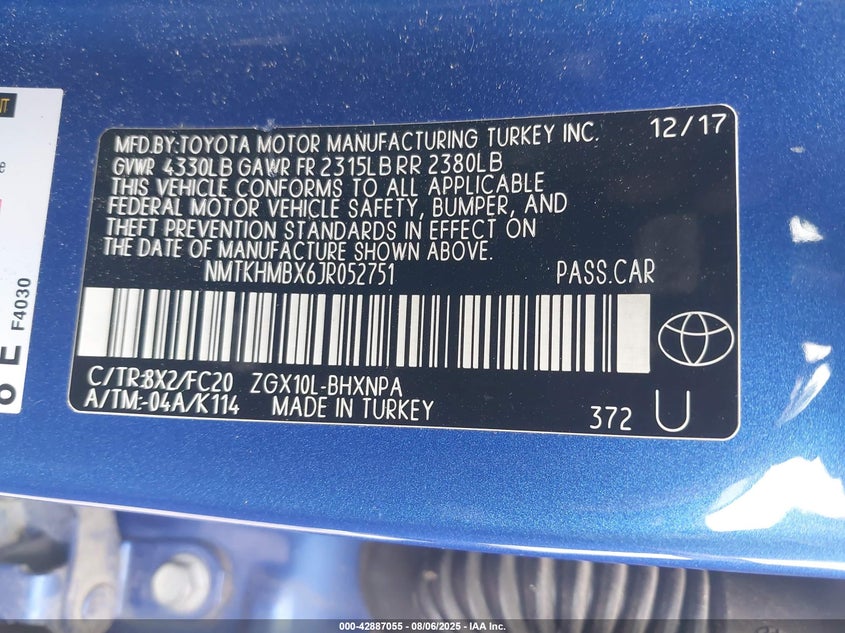 MFD.BY:TOYOTA MOTOR MANUFACTURING TURKEY INC. 12/17
GVWR 4330LB GAWR FR 2315LB RR 2380LB
THIS VEHICLE CONFORMS TO ALL APPLICABLE
FEDERAL MOTOR VEHICLE SAFETY, BUMPER, AND
THEFT PREVENTION STANDARDS IN EFFECT ON
THE DATE OF MANUFACTURE SHOWN ABOVE.
NMTKHMBX6JR052751 PASS.CAR
C/TR:8X2/FC20 ZGX10L-BHXNPA
A/TM:-04A/K114 MADE IN TURKEY
372 U
F4030
000-42887055 - 08/06/2025 - IAA Inc.